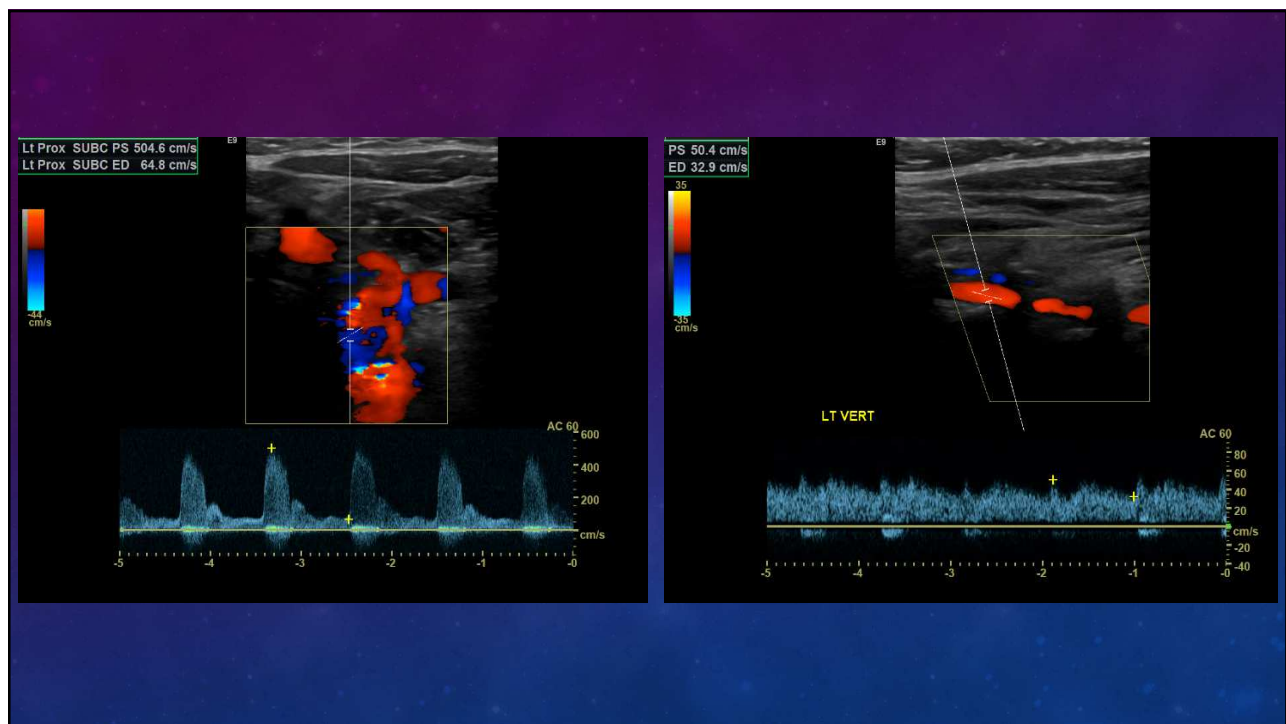 Lt Prox SUBC PS 504.6 cm/s
Lt Prox SUBC ED 64.8 cm/s
E9
-44
cm/s
AC 60
600
400
200
cm/s
-5 -4 -3 -2 -1 -0
PS 50.4 cm/s
ED 32.9 cm/s
E9
35
-35
cm/s
LT VERT
AC 60
80
60
40
20
cm/s
-20
-40
-5 -4 -3 -2 -1 -0